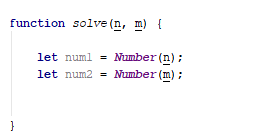 function solve(n, m) {
let num1 = Number(n);
let num2 = Number(m);
}